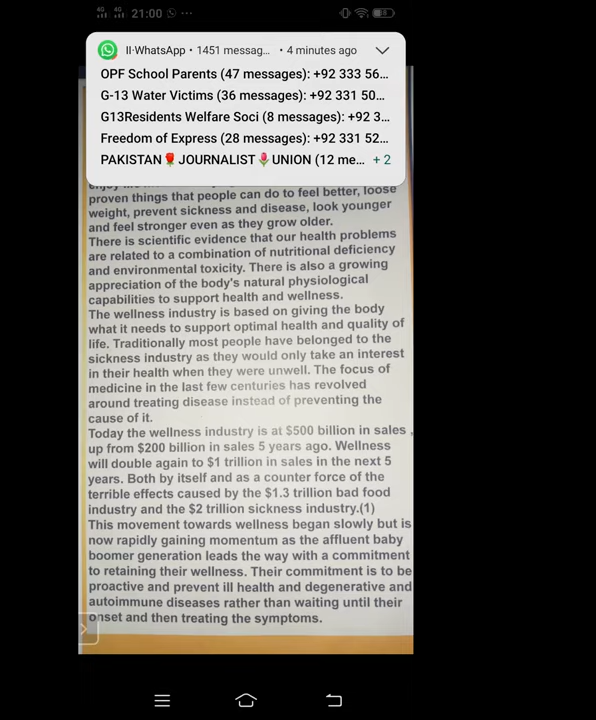 4G 4G 21:00
II·WhatsApp • 1451 messag... • 4 minutes ago
OPF School Parents (47 messages): +92 333 56...
G-13 Water Victims (36 messages): +92 331 50...
G13Residents Welfare Soci (8 messages): +92 3...
Freedom of Express (28 messages): +92 331 52...
PAKISTAN🌹JOURNALIST🌷UNION (12 me... + 2
proven things that people can do to feel better, loose
weight, prevent sickness and disease, look younger
and feel stronger even as they grow older.
There is scientific evidence that our health problems
are related to a combination of nutritional deficiency
and environmental toxicity. There is also a growing
appreciation of the body's natural physiological
capabilities to support health and wellness.
The wellness industry is based on giving the body
what it needs to support optimal health and quality of
life. Traditionally most people have belonged to the
sickness industry as they would only take an interest
in their health when they were unwell. The focus of
medicine in the last few centuries has revolved
around treating disease instead of preventing the
cause of it.
Today the wellness industry is at $500 billion in sales ,
up from $200 billion in sales 5 years ago. Wellness
will double again to $1 trillion in sales in the next 5
years. Both by itself and as a counter force of the
terrible effects caused by the $1.3 trillion bad food
industry and the $2 trillion sickness industry.(1)
This movement towards wellness began slowly but is
now rapidly gaining momentum as the affluent baby
boomer generation leads the way with a commitment
to retaining their wellness. Their commitment is to be
proactive and prevent ill health and degenerative and
autoimmune diseases rather than waiting until their
onset and then treating the symptoms.